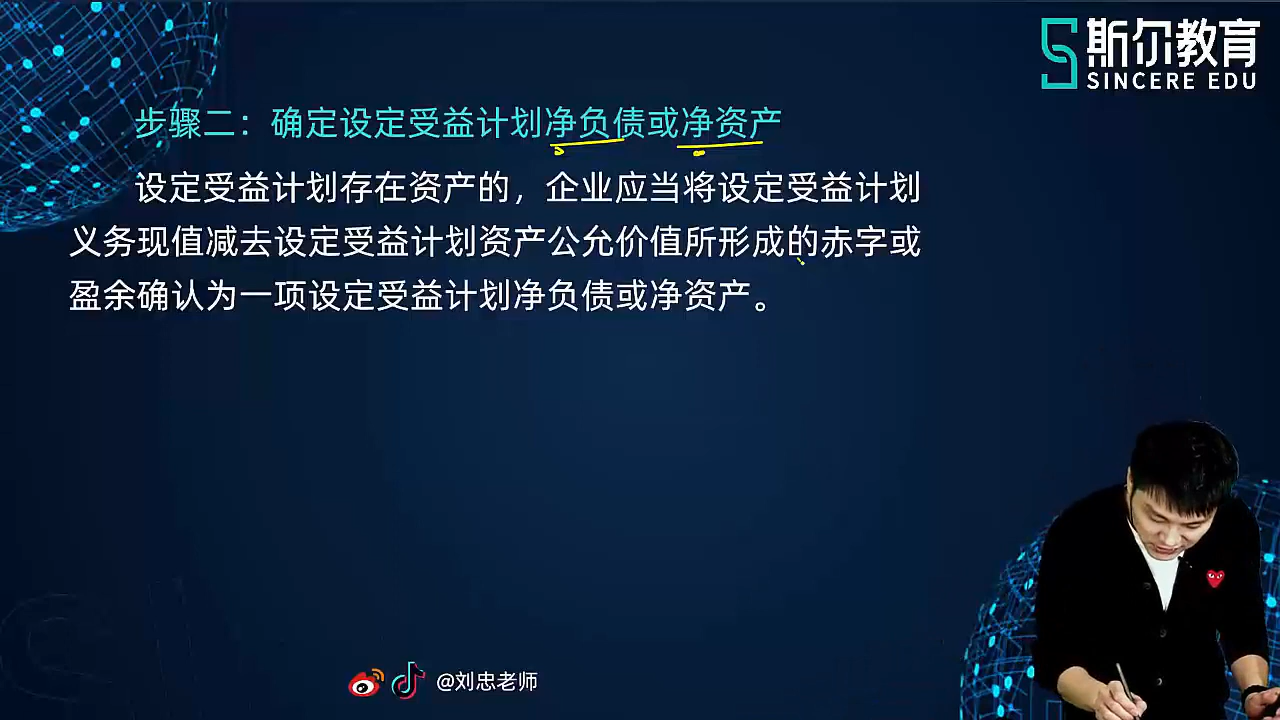 斯尔教育
SINCERE EDU
步骤二：确定设定受益计划净负债或净资产
设定受益计划存在资产的，企业应当将设定受益计划
义务现值减去设定受益计划资产公允价值所形成的赤字或
盈余确认为一项设定受益计划净负债或净资产。
@刘忠老师